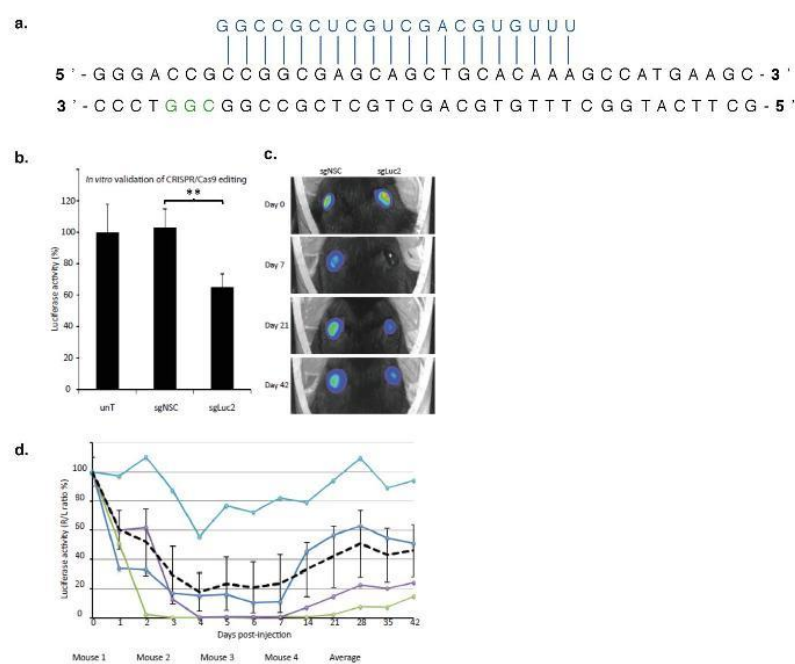 a.
G G C C G C U C G U C G A C G U G U U U
5 ' - G G G A C C G C C G G C G A G C A G C T G C A C A A A G C C A T G A A G C - 3 '
3 ' - C C C T G G C G G C C G C T C G T C G A C G T G T T T C G G T A C T T C G - 5 '
b.
In vitro validation of CRISPR/Cas9 editing
**
Luciferase activity (%)
120
100
80
60
40
20
0
unT sgNSC sgLuc2
c.
sgNSC sgLuc2
Day 0
Day 7
Day 21
Day 42
d.
Luciferase activity (R/L ratio %)
100
80
60
40
20
0
0 1 2 3 4 5 6 7 14 21 28 35 42
Days post-injection
Mouse 1 Mouse 2 Mouse 3 Mouse 4 Average